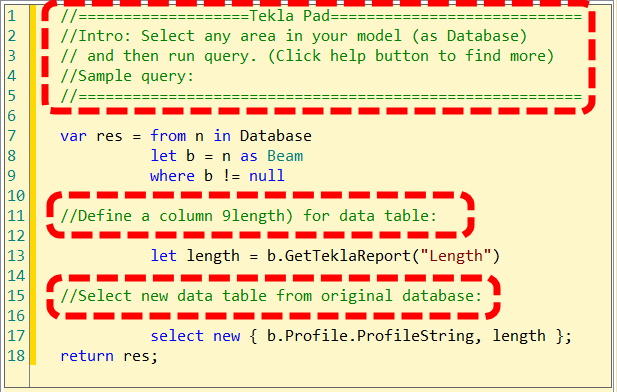 1 //===================Tekla Pad============================
2 //Intro: Select any area in your model (as Database)
3 // and then run query. (Click help button to find more)
4 //Sample query:
5 //========================================================
6
7 var res = from n in Database
8 let b = n as Beam
9 where b != null
10
11 //Define a column 9length) for data table:
12
13 let length = b.GetTeklaReport("Length")
14
15 //Select new data table from original database:
16
17 select new { b.Profile.ProfileString, length };
18 return res;